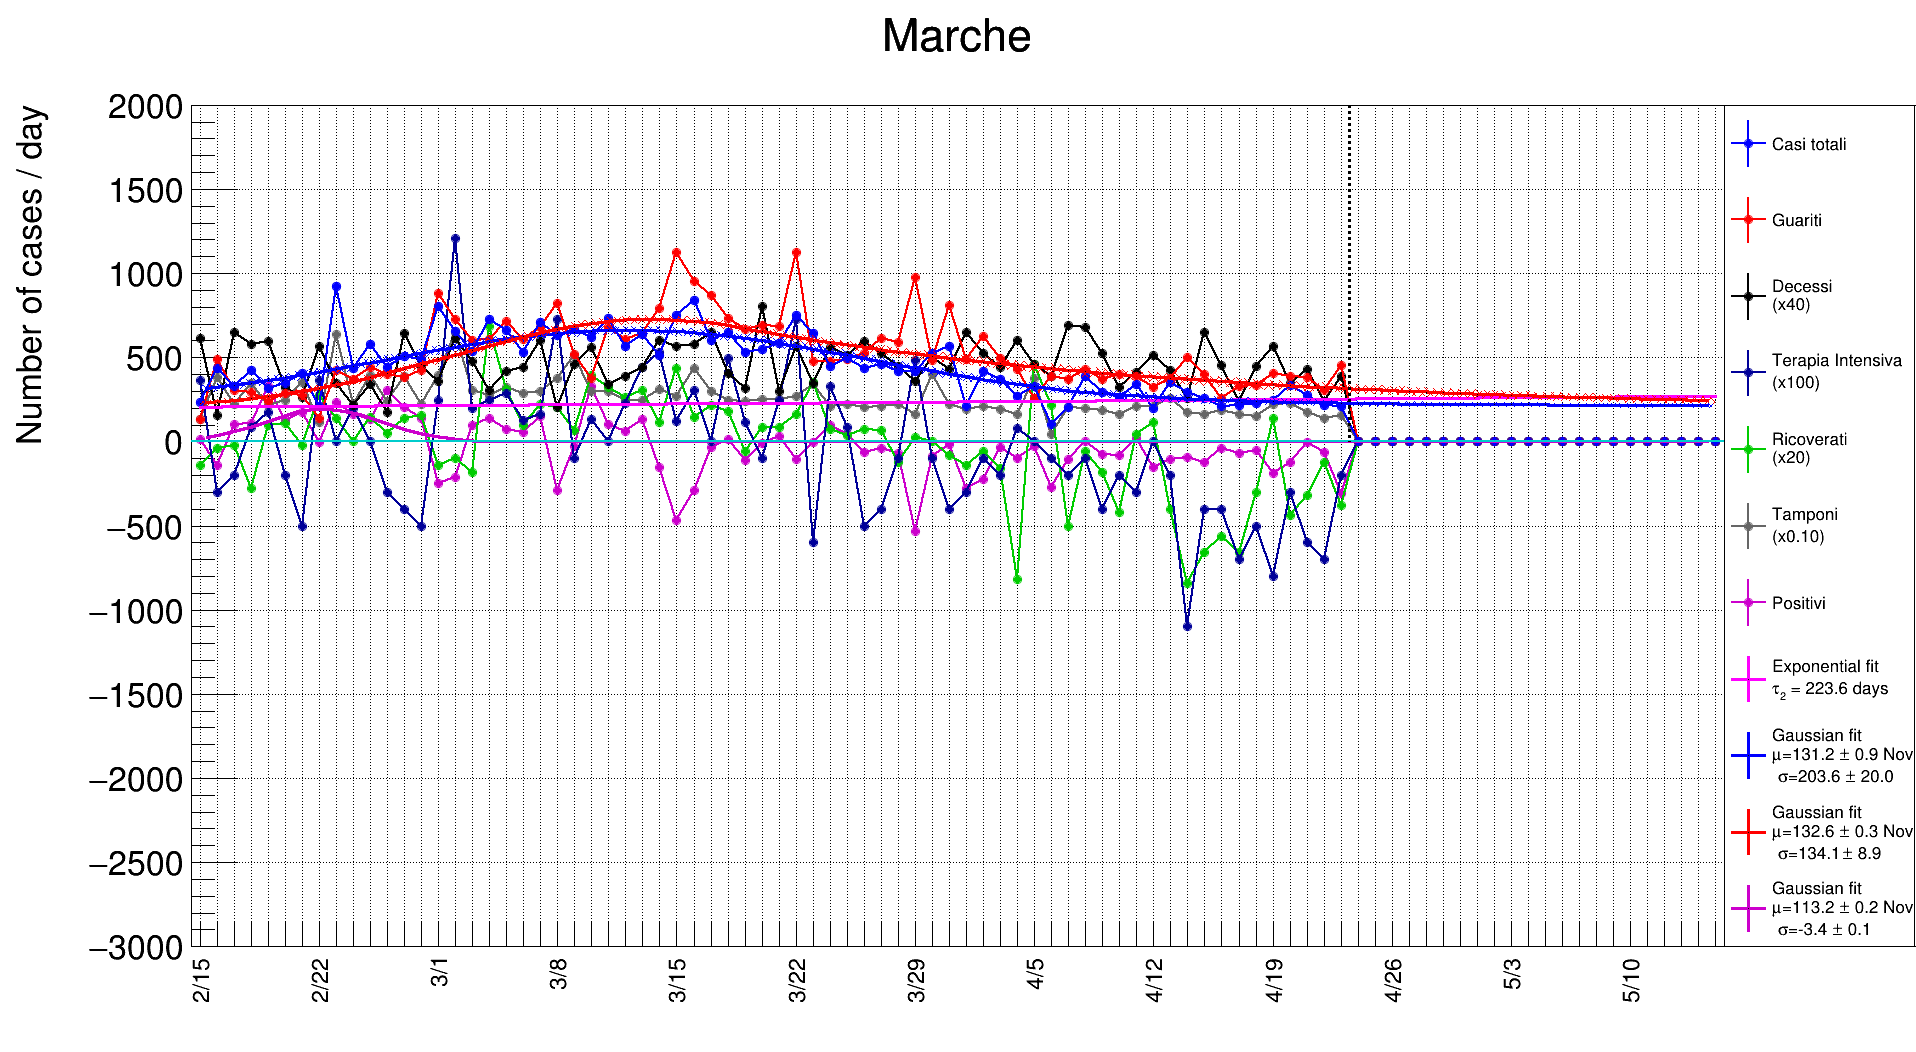 Marche
Number of cases / day
2000
1500
1000
500
0
−500
−1000
−1500
−2000
−2500
−3000
2/15
2/22
3/1
3/8
3/15
3/22
3/29
4/5
4/12
4/19
4/26
5/3
5/10
Casi totali
Guariti
Decessi
(x40)
Terapia Intensiva
(x100)
Ricoverati
(x20)
Tamponi
(x0.10)
Positivi
Exponential fit
τ2 = 223.6 days
Gaussian fit
μ=131.2 ± 0.9 Nov
σ=203.6 ± 20.0
Gaussian fit
μ=132.6 ± 0.3 Nov
σ=134.1 ± 8.9
Gaussian fit
μ=113.2 ± 0.2 Nov
σ=-3.4 ± 0.1